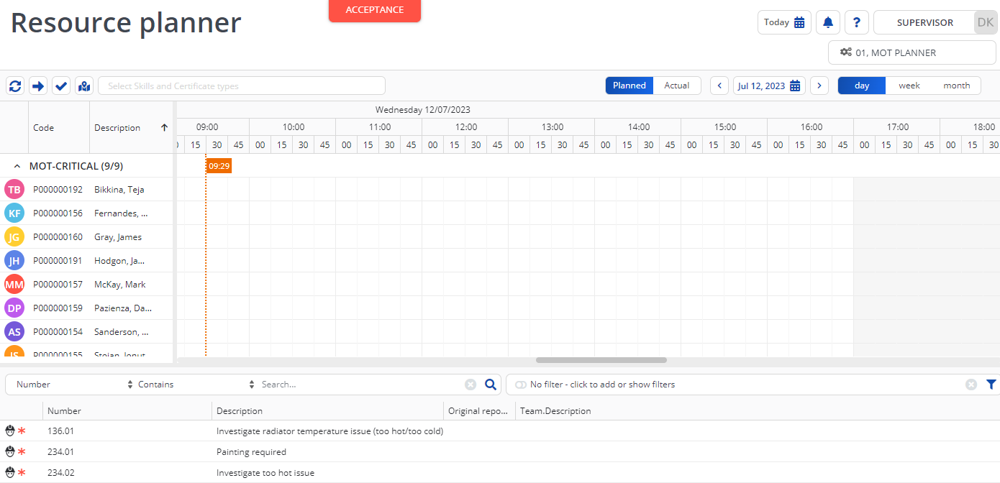 Resource planner
ACCEPTANCE
Today
?
SUPERVISOR
DK
01, MOT PLANNER
Select Skills and Certificate types
Planned
Actual
Jul 12, 2023
day
week
month
Code
Description
Wednesday 12/07/2023
09:00 10:00 11:00 12:00 13:00 14:00 15:00 16:00 17:00 18:00
15 30 45 00 15 30 45 00 15 30 45 00 15 30 45 00 15 30 45 00 15 30 45 00 15 30 45 00 15 30 45 00 15 30 45 00 15 30
MOT-CRITICAL (9/9)
09:29
TB P000000192 Bikkina, Teja
KF P000000156 Fernandes, ...
JG P000000160 Gray, James
JH P000000191 Hodgon, Ja...
MM P000000157 McKay, Mark
DP P000000159 Pazienza, Da...
AS P000000154 Sanderson, ...
IS P000000155 Stoian, Ionut
Number
Contains
Search...
No filter - click to add or show filters
Number Description Original repo... Team.Description
136.01 Investigate radiator temperature issue (too hot/too cold)
234.01 Painting required
234.02 Investigate too hot issue